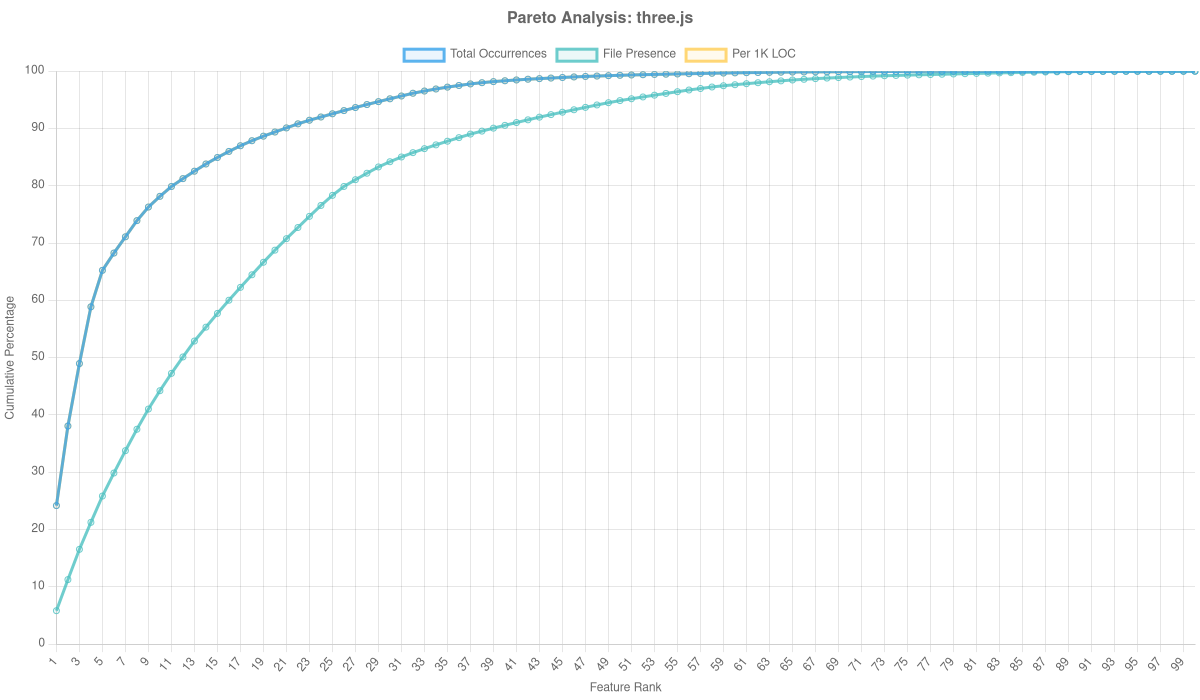 Pareto Analysis: three.js
Total Occurrences File Presence Per 1K LOC
100
90
80
70
60
50
40
30
20
10
0
Cumulative Percentage
1 3 5 7 9 11 13 15 17 19 21 23 25 27 29 31 33 35 37 39 41 43 45 47 49 51 53 55 57 59 61 63 65 67 69 71 73 75 77 79 81 83 85 87 89 91 93 95 97 99
Feature Rank